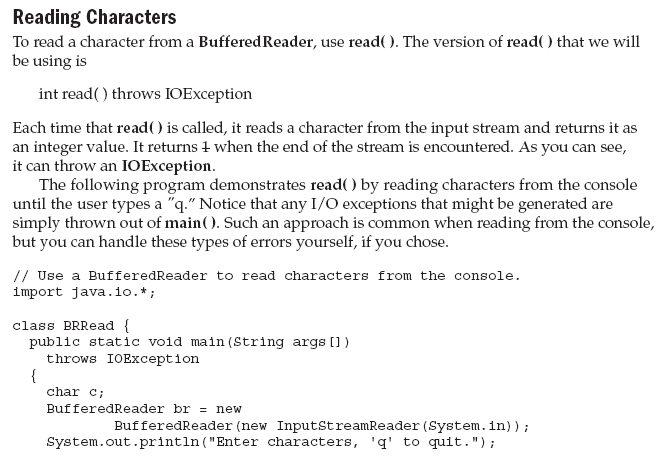 Reading Characters
To read a character from a BufferedReader, use read( ). The version of read( ) that we will
be using is
int read( ) throws IOException
Each time that read( ) is called, it reads a character from the input stream and returns it as
an integer value. It returns –1 when the end of the stream is encountered. As you can see,
it can throw an IOException.
The following program demonstrates read( ) by reading characters from the console
until the user types a "q." Notice that any I/O exceptions that might be generated are
simply thrown out of main( ). Such an approach is common when reading from the console,
but you can handle these types of errors yourself, if you chose.
// Use a BufferedReader to read characters from the console.
import java.io.*;
class BRRead {
public static void main(String args[])
throws IOException
{
char c;
BufferedReader br = new
BufferedReader(new InputStreamReader(System.in));
System.out.println("Enter characters, 'q' to quit.");